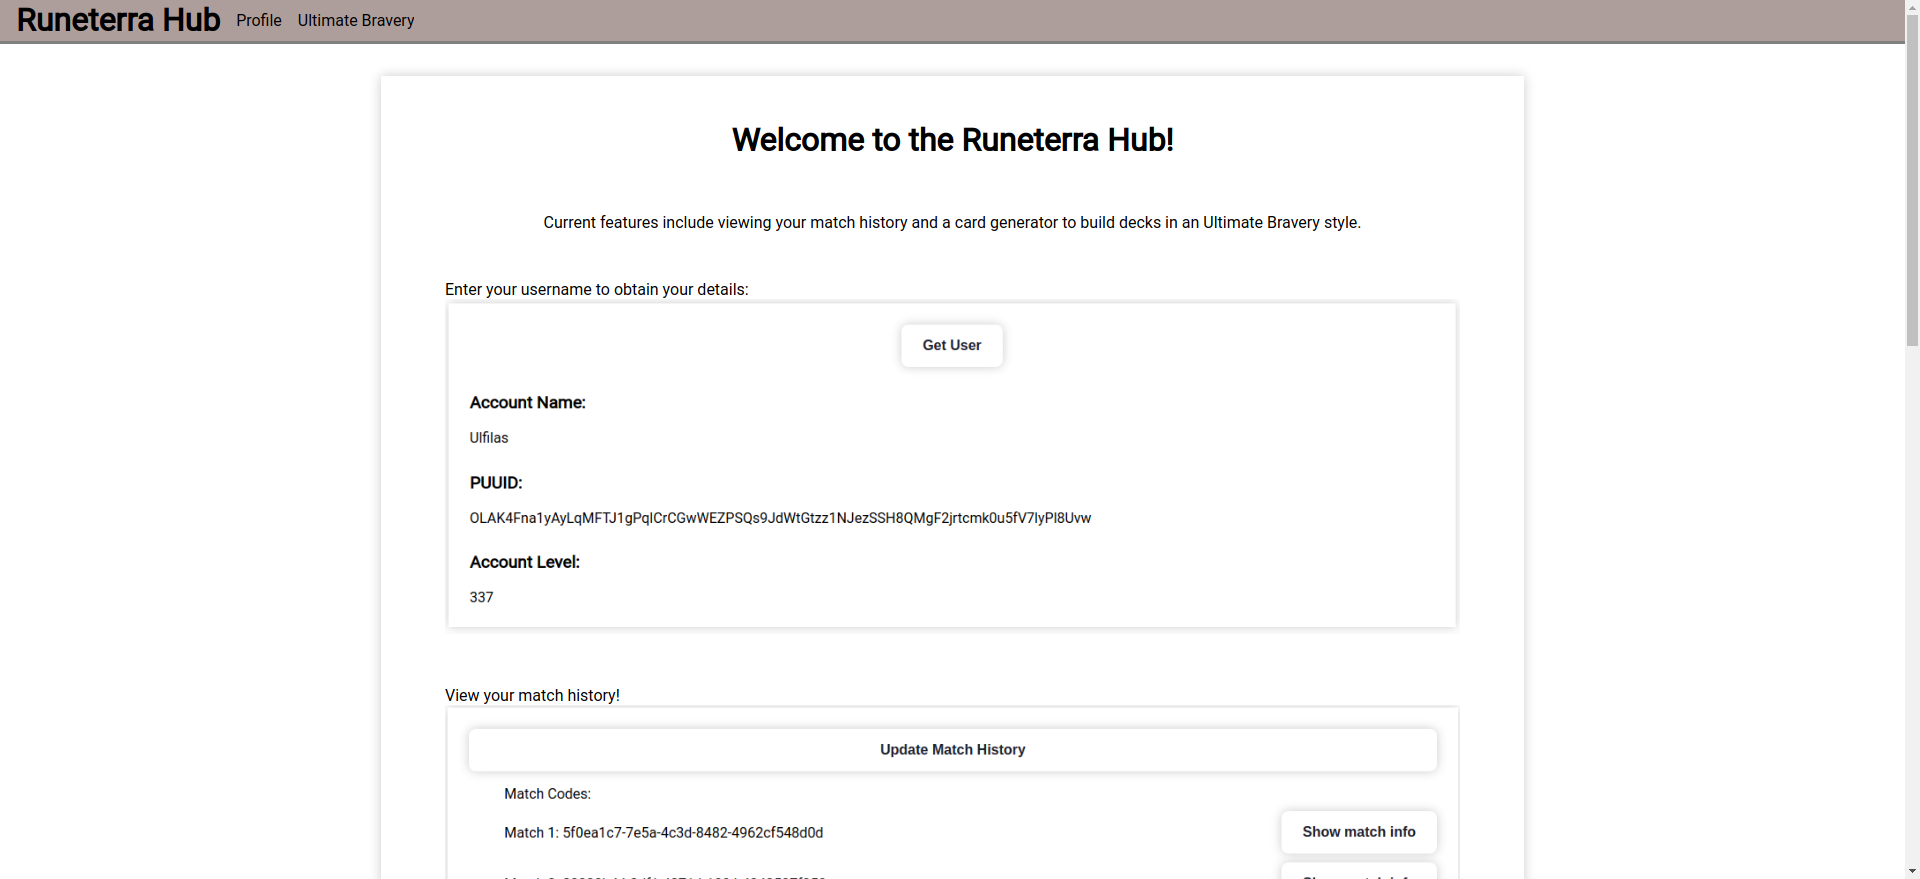 Runeterra Hub Profile Ultimate Bravery
Welcome to the Runeterra Hub!
Current features include viewing your match history and a card generator to build decks in an Ultimate Bravery style.
Enter your username to obtain your details:
Get User
Account Name:
Ulfilas
PUUID:
OLAK4Fna1yAyLqMFTJ1gPqICrCGwWEZPSQs9JdWtGtzz1NJezSSH8QMgF2jrtcmk0u5fV7lyPl8Uvw
Account Level:
337
View your match history!
Update Match History
Match Codes:
Match 1: 5f0ea1c7-7e5a-4c3d-8482-4962cf548d0d Show match info